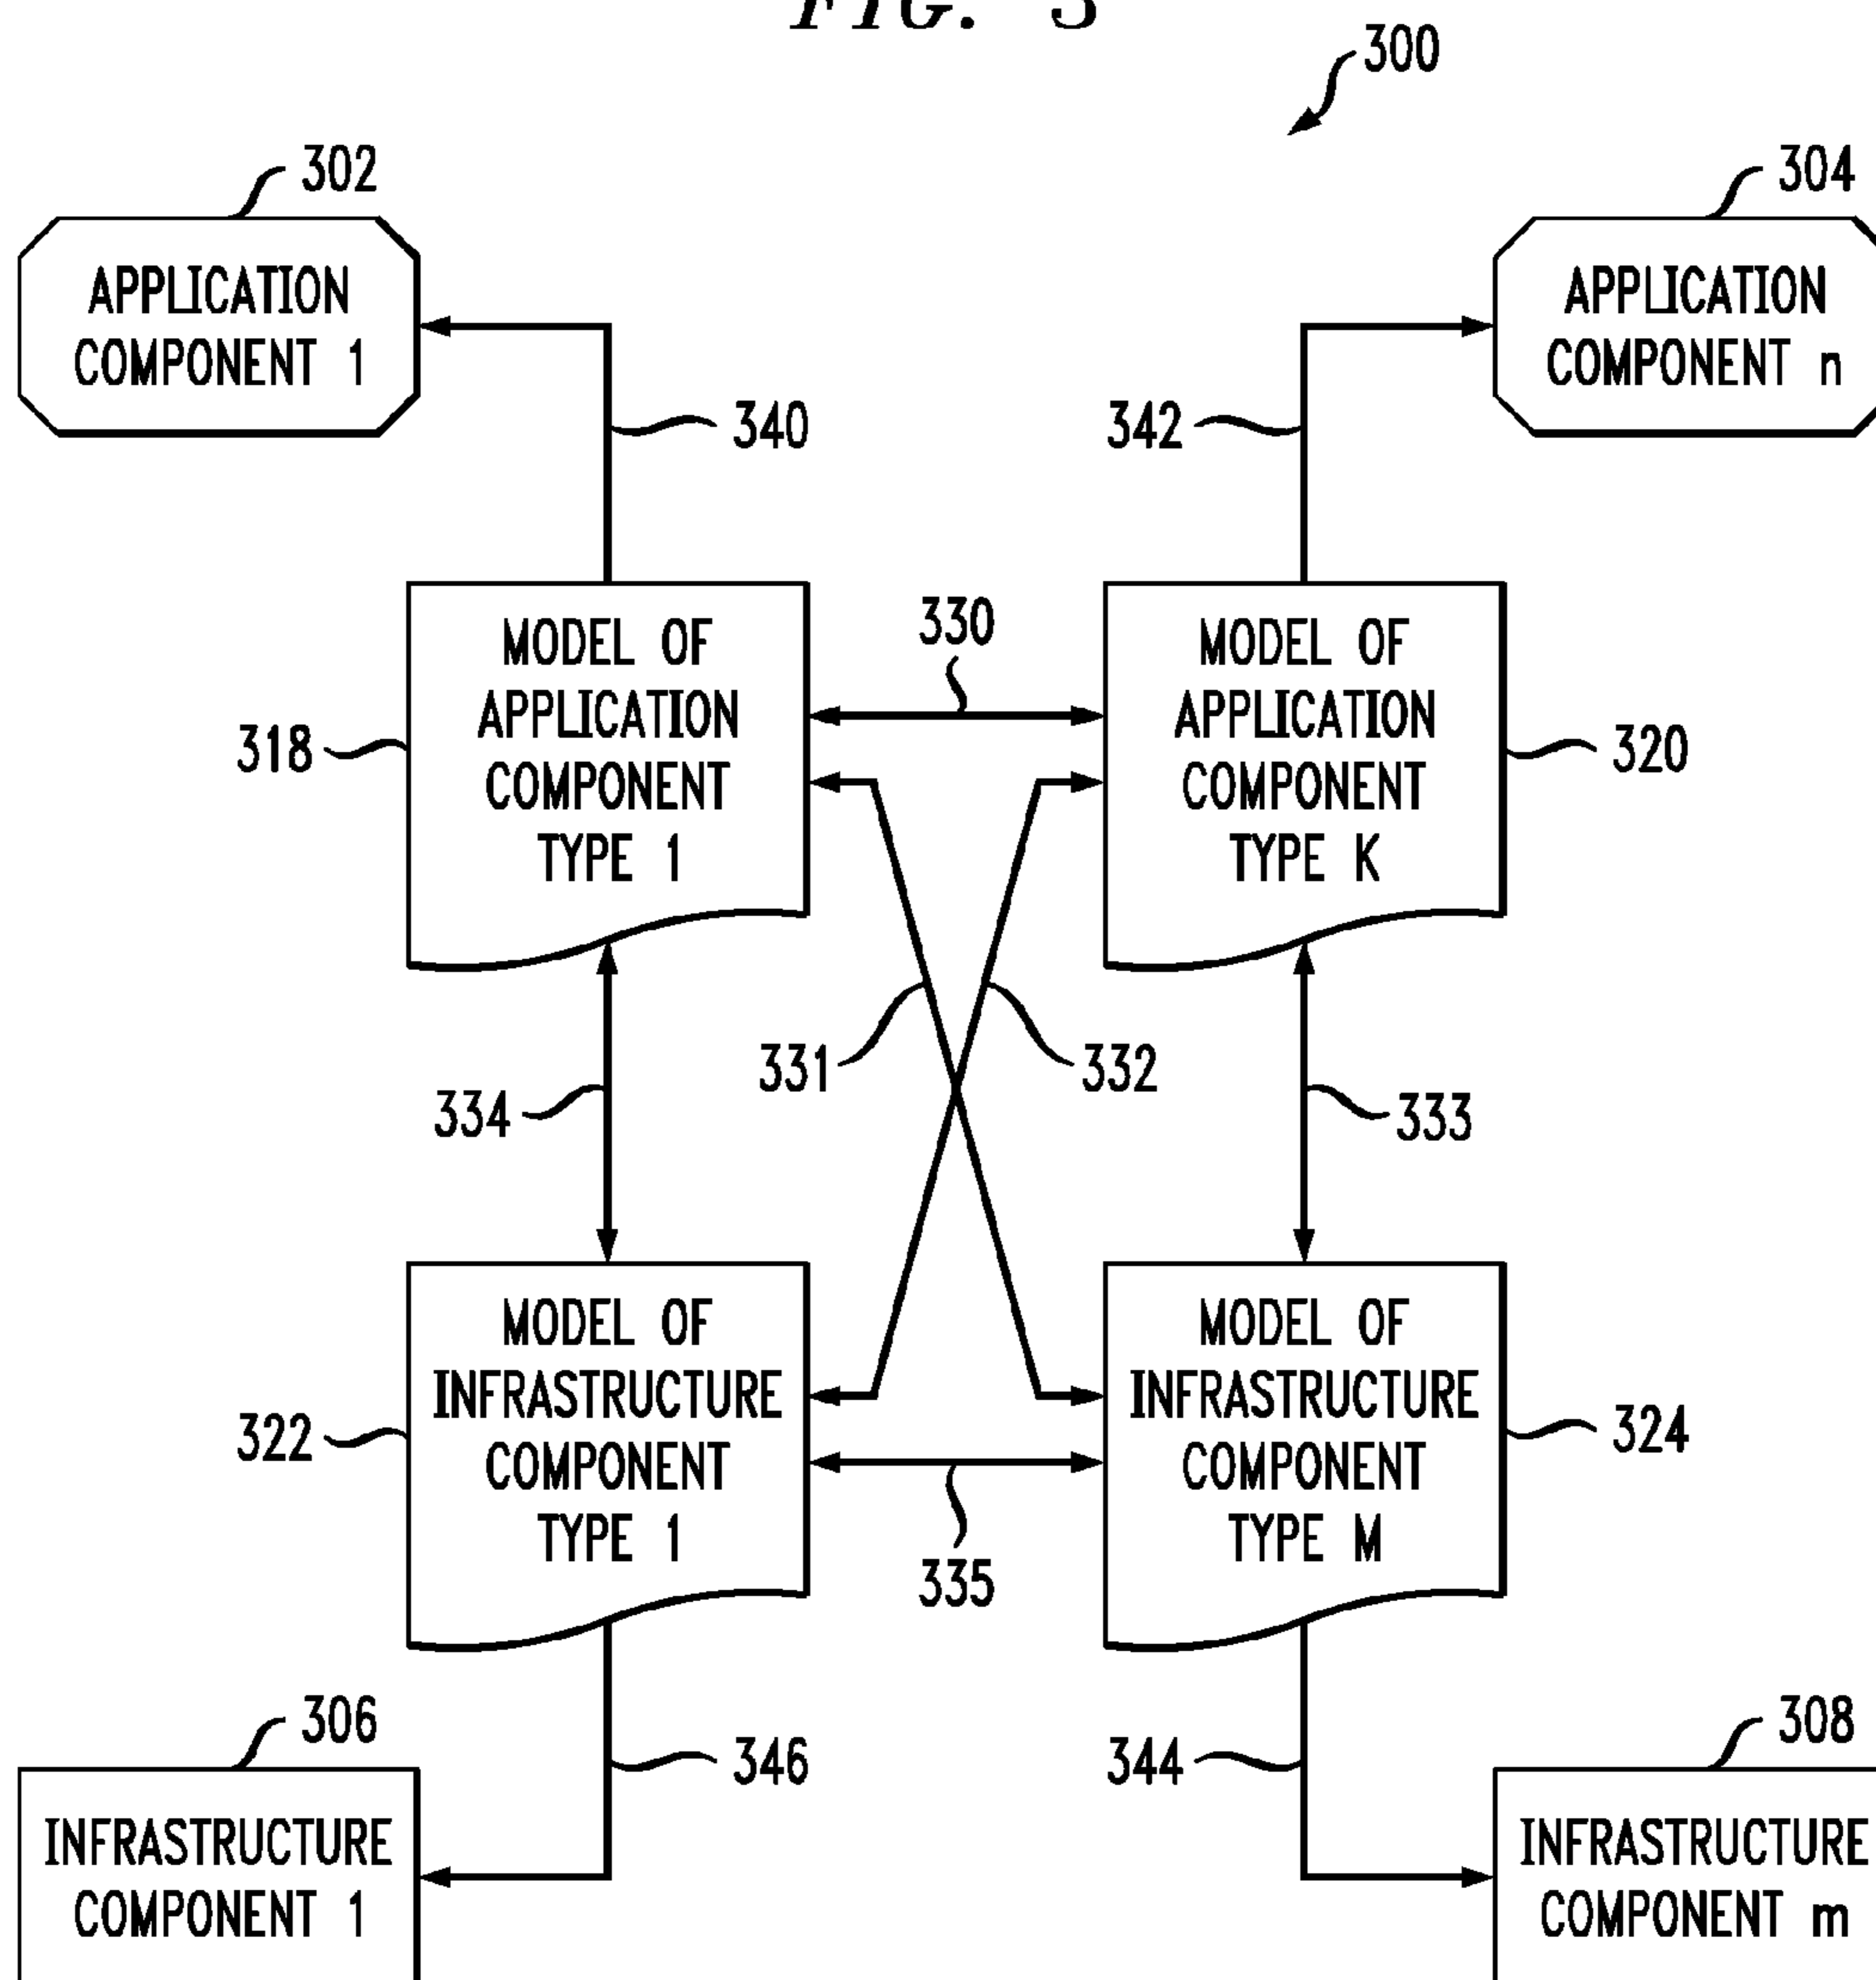 FIG. 3
300
302
304
APPLICATION
COMPONENT 1
APPLICATION
COMPONENT n
340
342
MODEL OF
APPLICATION
COMPONENT
TYPE 1
330
MODEL OF
APPLICATION
COMPONENT
TYPE K
318
320
331
332
334
333
MODEL OF
INFRASTRUCTURE
COMPONENT
TYPE 1
MODEL OF
INFRASTRUCTURE
COMPONENT
TYPE M
322
324
335
306
308
346
344
INFRASTRUCTURE
COMPONENT 1
INFRASTRUCTURE
COMPONENT m